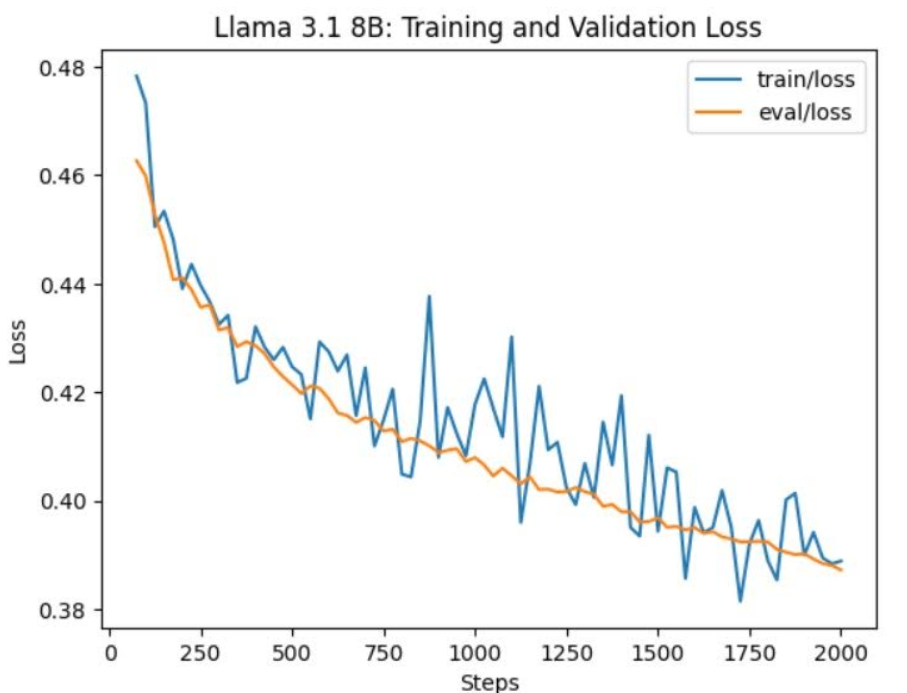 Llama 3.1 8B: Training and Validation Loss
train/loss
eval/loss
0.48
0.46
0.44
0.42
0.40
0.38
Loss
0 250 500 750 1000 1250 1500 1750 2000
Steps